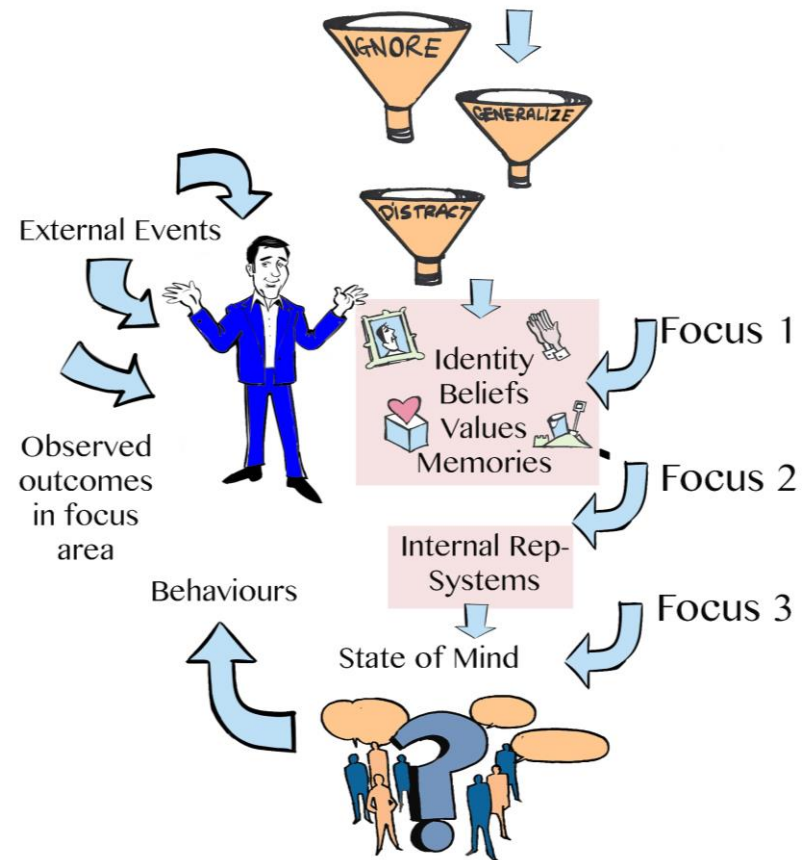 IGNORE
GENERALIZE
DISTRACT
External Events
Identity
Beliefs
Values
Memories
Focus 1
Observed
outcomes
in focus
area
Focus 2
Internal Rep-
Systems
Behaviours
Focus 3
State of Mind
?